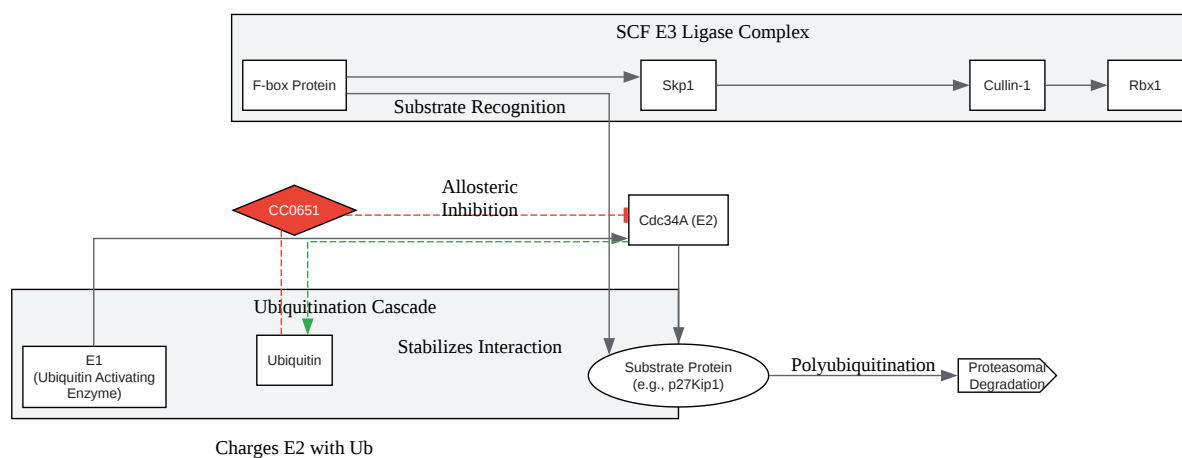 SCF E3 Ligase Complex
F-box Protein
Skp1
Cullin-1
Rbx1
Substrate Recognition
CC0651
Allosteric
Inhibition
Cdc34A (E2)
Ubiquitination Cascade
E1
(Ubiquitin Activating
Enzyme)
Ubiquitin
Stabilizes Interaction
Substrate Protein
(e.g., p27Kip1)
Polyubiquitination
Proteasomal
Degradation
Charges E2 with Ub